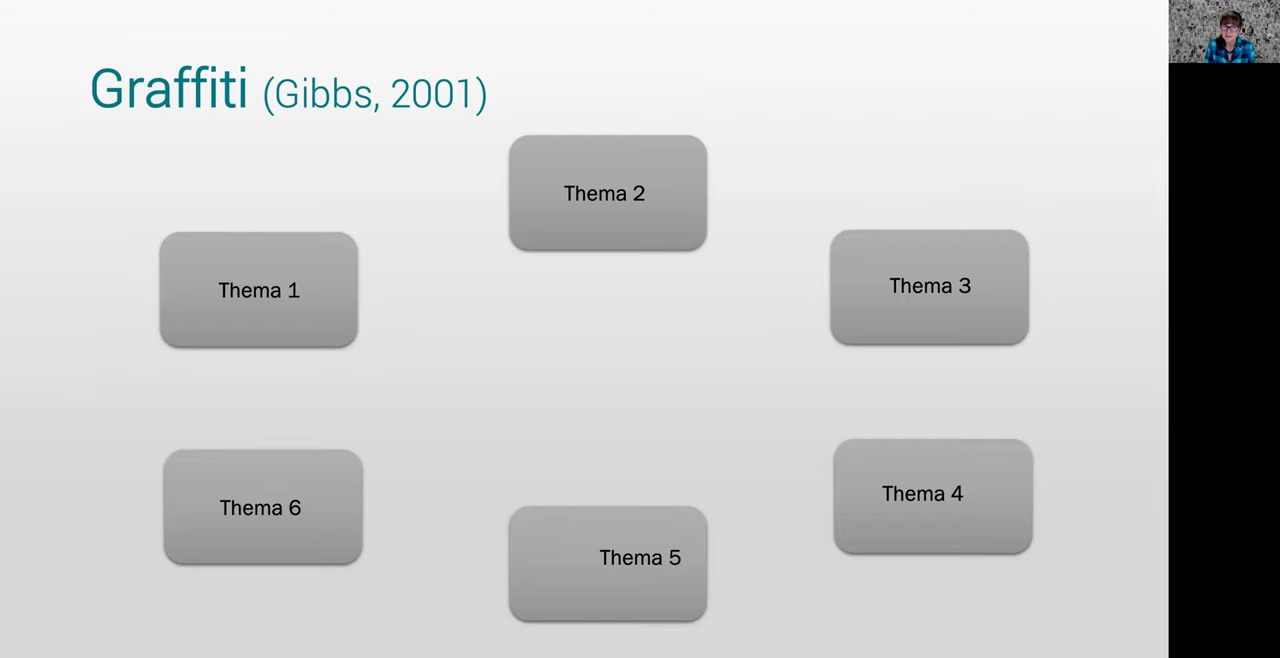 Graffiti (Gibbs, 2001)
Thema 2
Thema 1
Thema 3
Thema 6
Thema 4
Thema 5